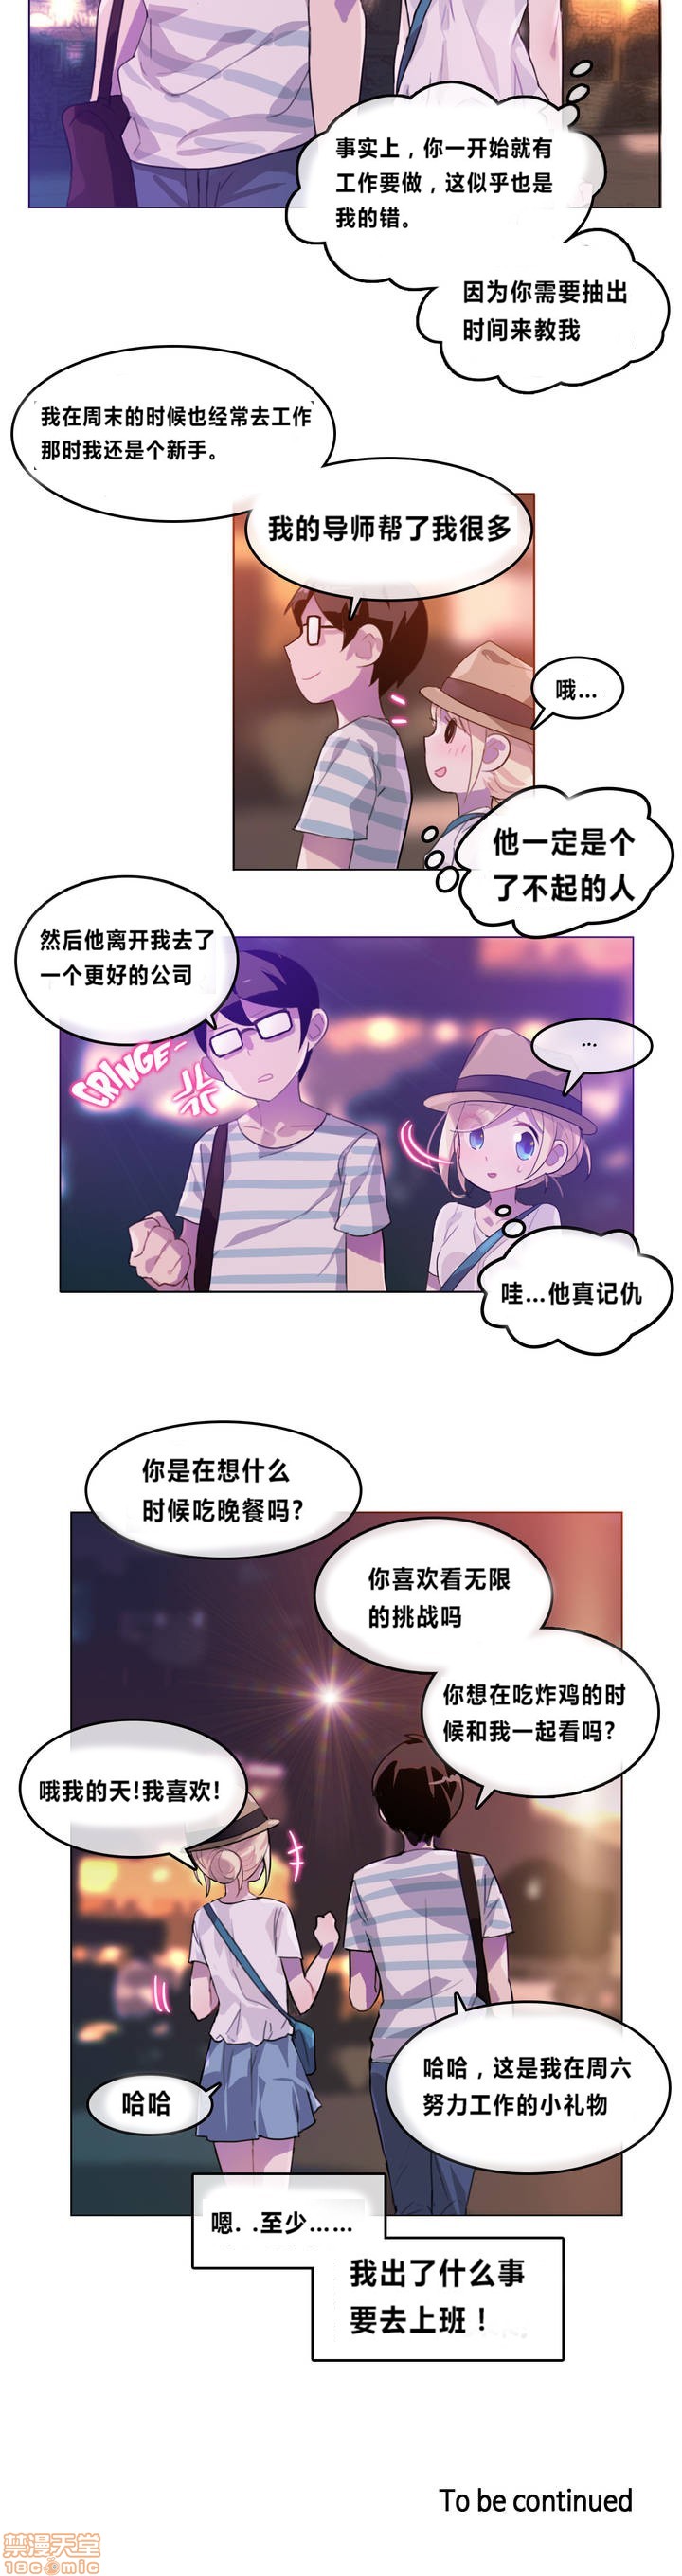 事实上，你一开始就有
工作要做，这似乎也是
我的错。
因为你需要抽出
时间来教我
我在周末的时候也经常去工作
那时我还是个新手。
我的导师帮了我很多
哦...
他一定是个
了不起的人
然后他离开我去了
一个更好的公司
CRINGE~
...
哇...他真记仇
你是在想什么
时候吃晚餐吗?
你喜欢看无限
的挑战吗
你想在吃炸鸡的时
候和我一起看吗?
哦我的天!我喜欢!
哈哈，这是我在周六
努力工作的小礼物
哈哈
嗯. .至少......
我出了什么事
要去上班！
To be continued
禁漫天堂
18comic